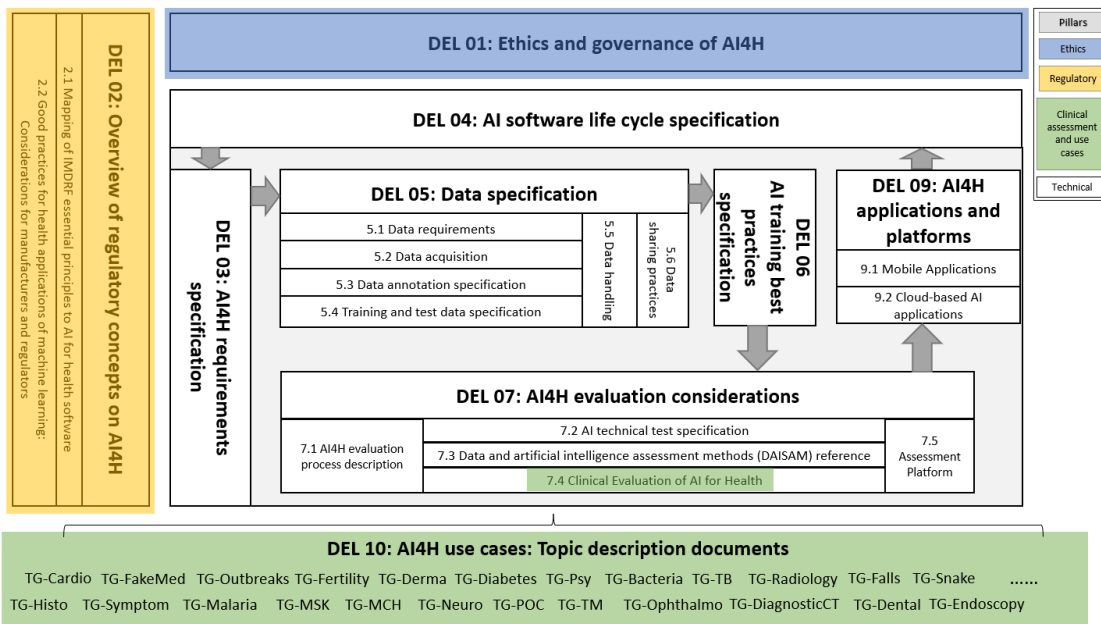 DEL 02: Overview of regulatory concepts on AI4H
2.1 Mapping of IMDRF essential principles to AI for health software
2.2 Good practices for health applications of machine learning:
Considerations for manufacturers and regulators
DEL 01: Ethics and governance of AI4H
Pillars
Ethics
Regulatory
Clinical
assessment
and use
cases
Technical
DEL 04: AI software life cycle specification
DEL 03: AI4H requirements
specification
DEL 05: Data specification
5.1 Data requirements
5.2 Data acquisition
5.3 Data annotation specification
5.4 Training and test data specification
5.5 Data handling
5.6 Data
sharing practices
DEL 06
AI training best
practices
specification
DEL 09: AI4H
applications and
platforms
9.1 Mobile Applications
9.2 Cloud-based AI
applications
DEL 07: AI4H evaluation considerations
7.1 AI4H evaluation
process description
7.2 AI technical test specification
7.3 Data and artificial intelligence assessment methods (DAISAM) reference
7.4 Clinical Evaluation of AI for Health
7.5
Assessment
Platform
DEL 10: AI4H use cases: Topic description documents
TG-Cardio TG-FakeMed TG-Outbreaks TG-Fertility TG-Derma TG-Diabetes TG-Psy TG-Bacteria TG-TB TG-Radiology TG-Falls TG-Snake ......
TG-Histo TG-Symptom TG-Malaria TG-MSK TG-MCH TG-Neuro TG-POC TG-TM TG-Ophthalmo TG-DiagnosticCT TG-Dental TG-Endoscopy